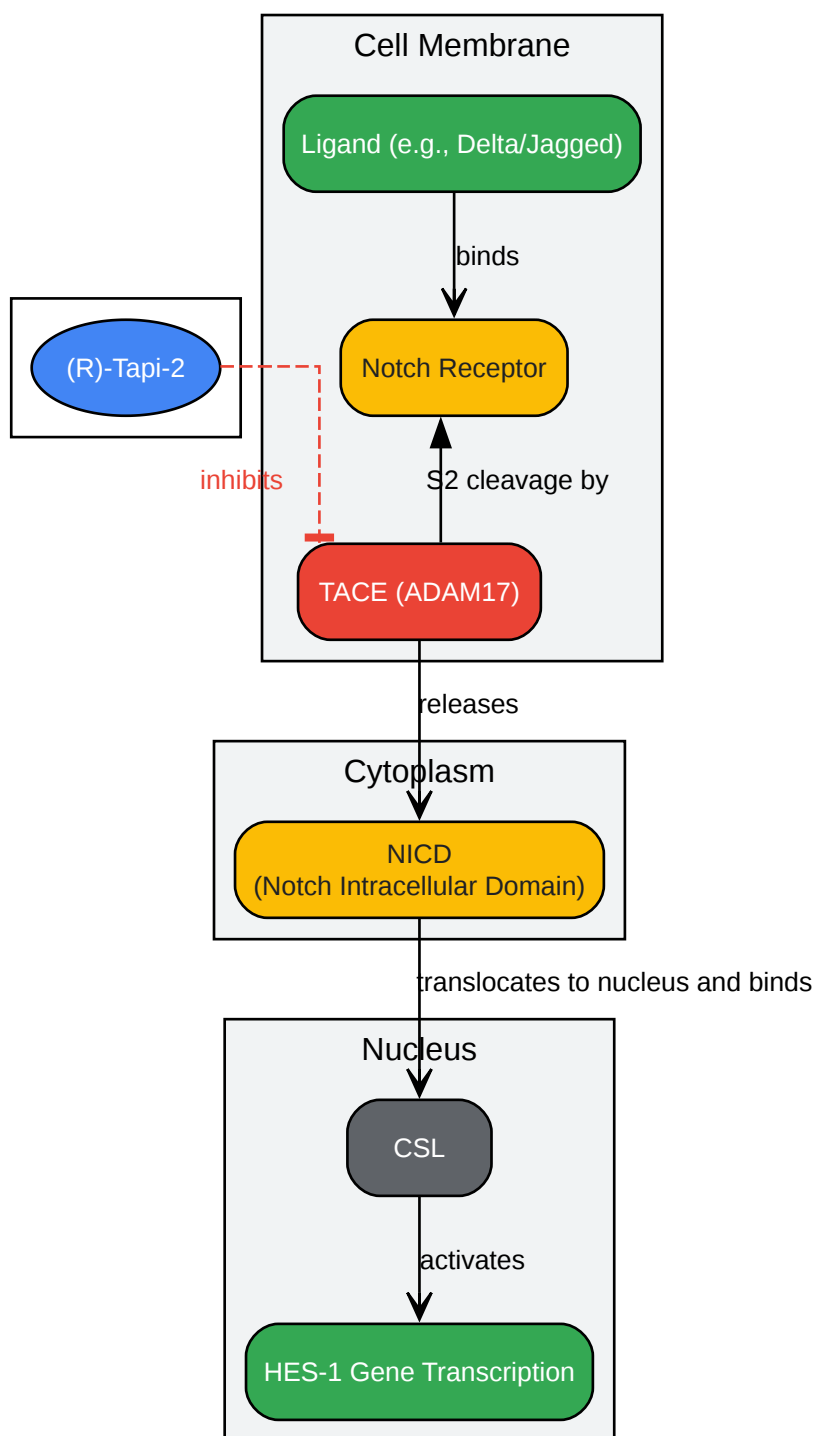 Cell Membrane
Ligand (e.g., Delta/Jagged)
binds
(R)-Tapi-2
Notch Receptor
inhibits
S2 cleavage by
TACE (ADAM17)
releases
Cytoplasm
NICD
(Notch Intracellular Domain)
translocates to nucleus and binds
Nucleus
CSL
activates
HES-1 Gene Transcription